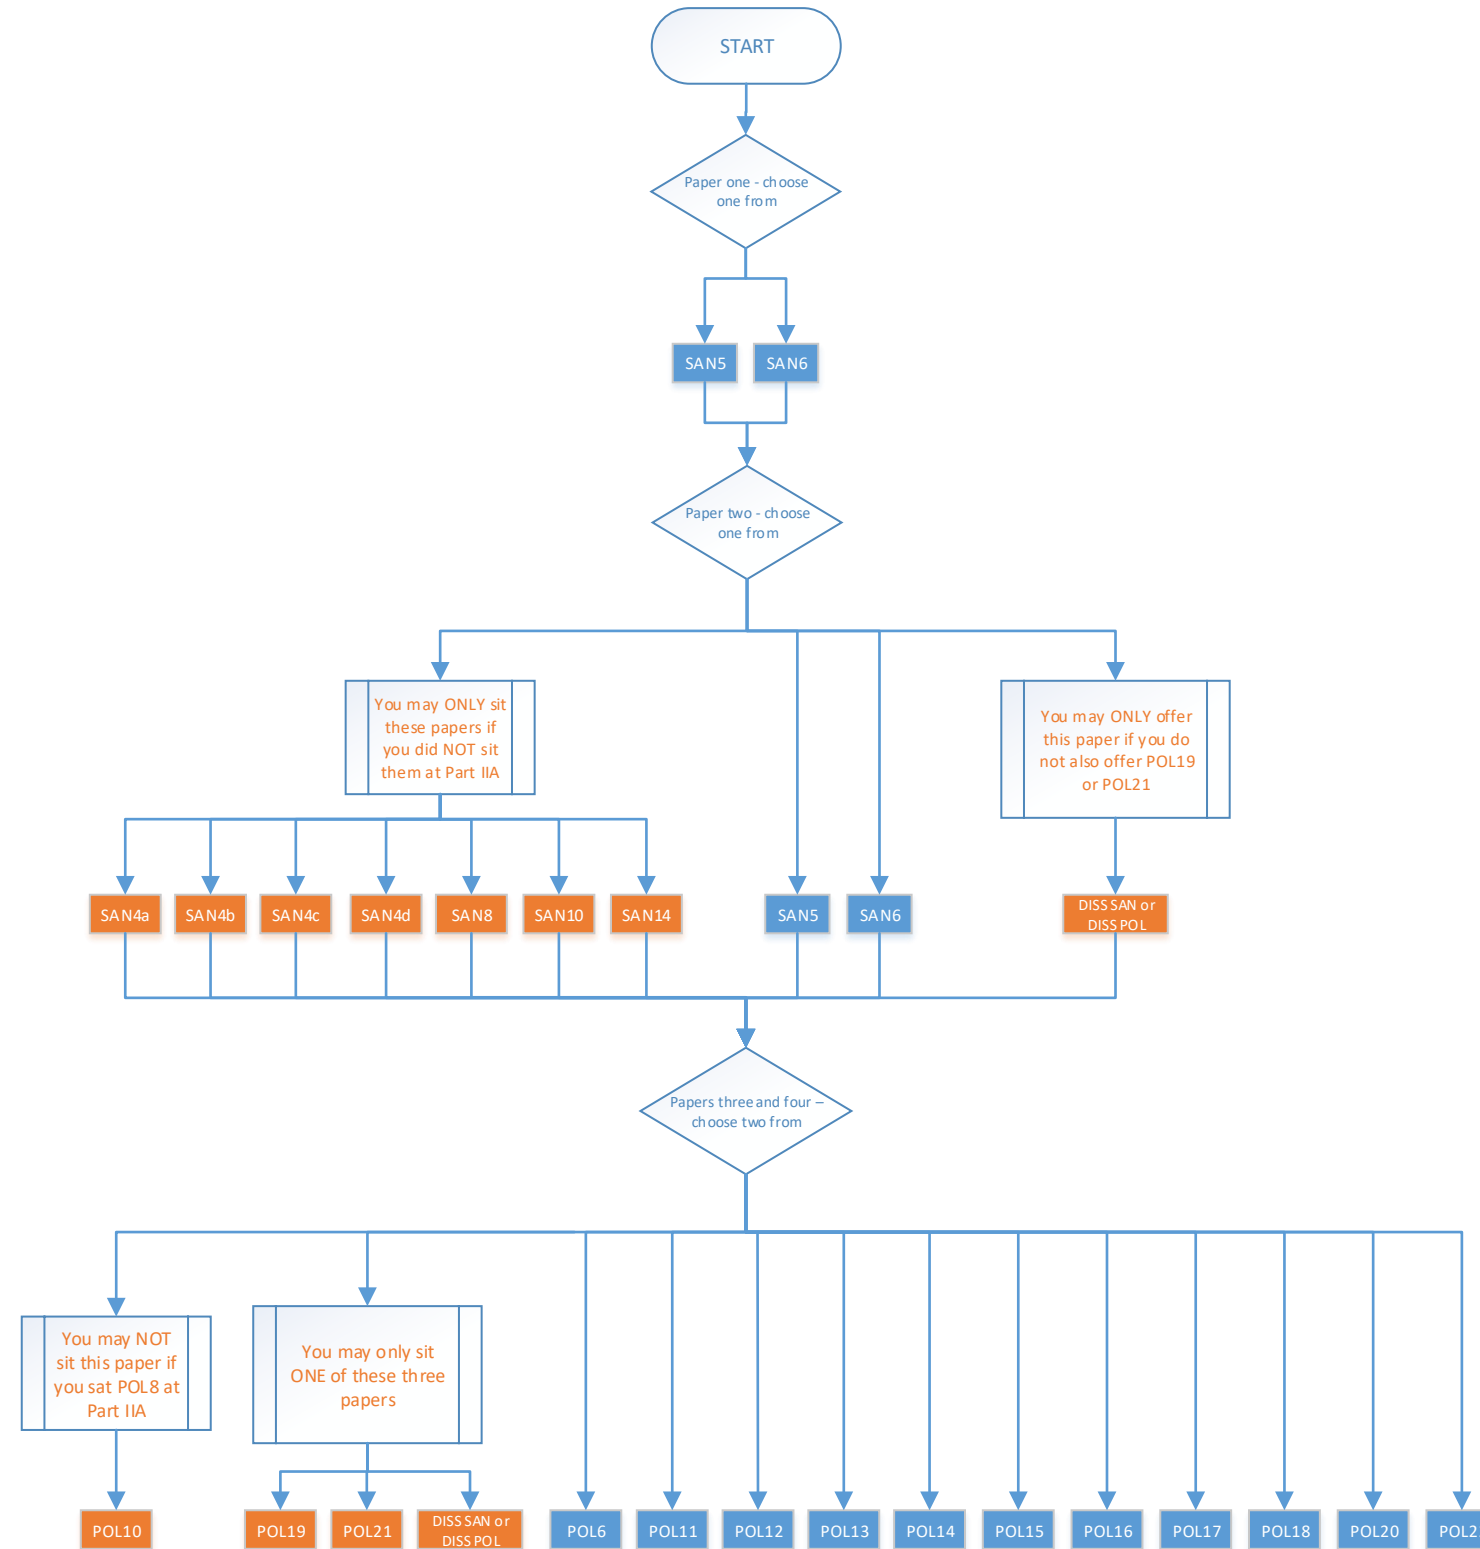 START
Paper one - choose
one from
SAN5
SAN6
Paper two - choose
one from
You may ONLY sit
these papers if
you did NOT sit
them at Part IIA
You may ONLY offer
this paper if you do
not also offer POL19
or POL21
SAN4a
SAN4b
SAN4c
SAN4d
SAN8
SAN10
SAN14
SAN5
SAN6
DISS SAN or
DISS POL
Papers three and four –
choose two from
You may NOT
sit this paper if
you sat POL8 at
Part IIA
You may only sit
ONE of these three
papers
POL10
POL19
POL21
DISS SAN or
DISS POL
POL6
POL11
POL12
POL13
POL14
POL15
POL16
POL17
POL18
POL20